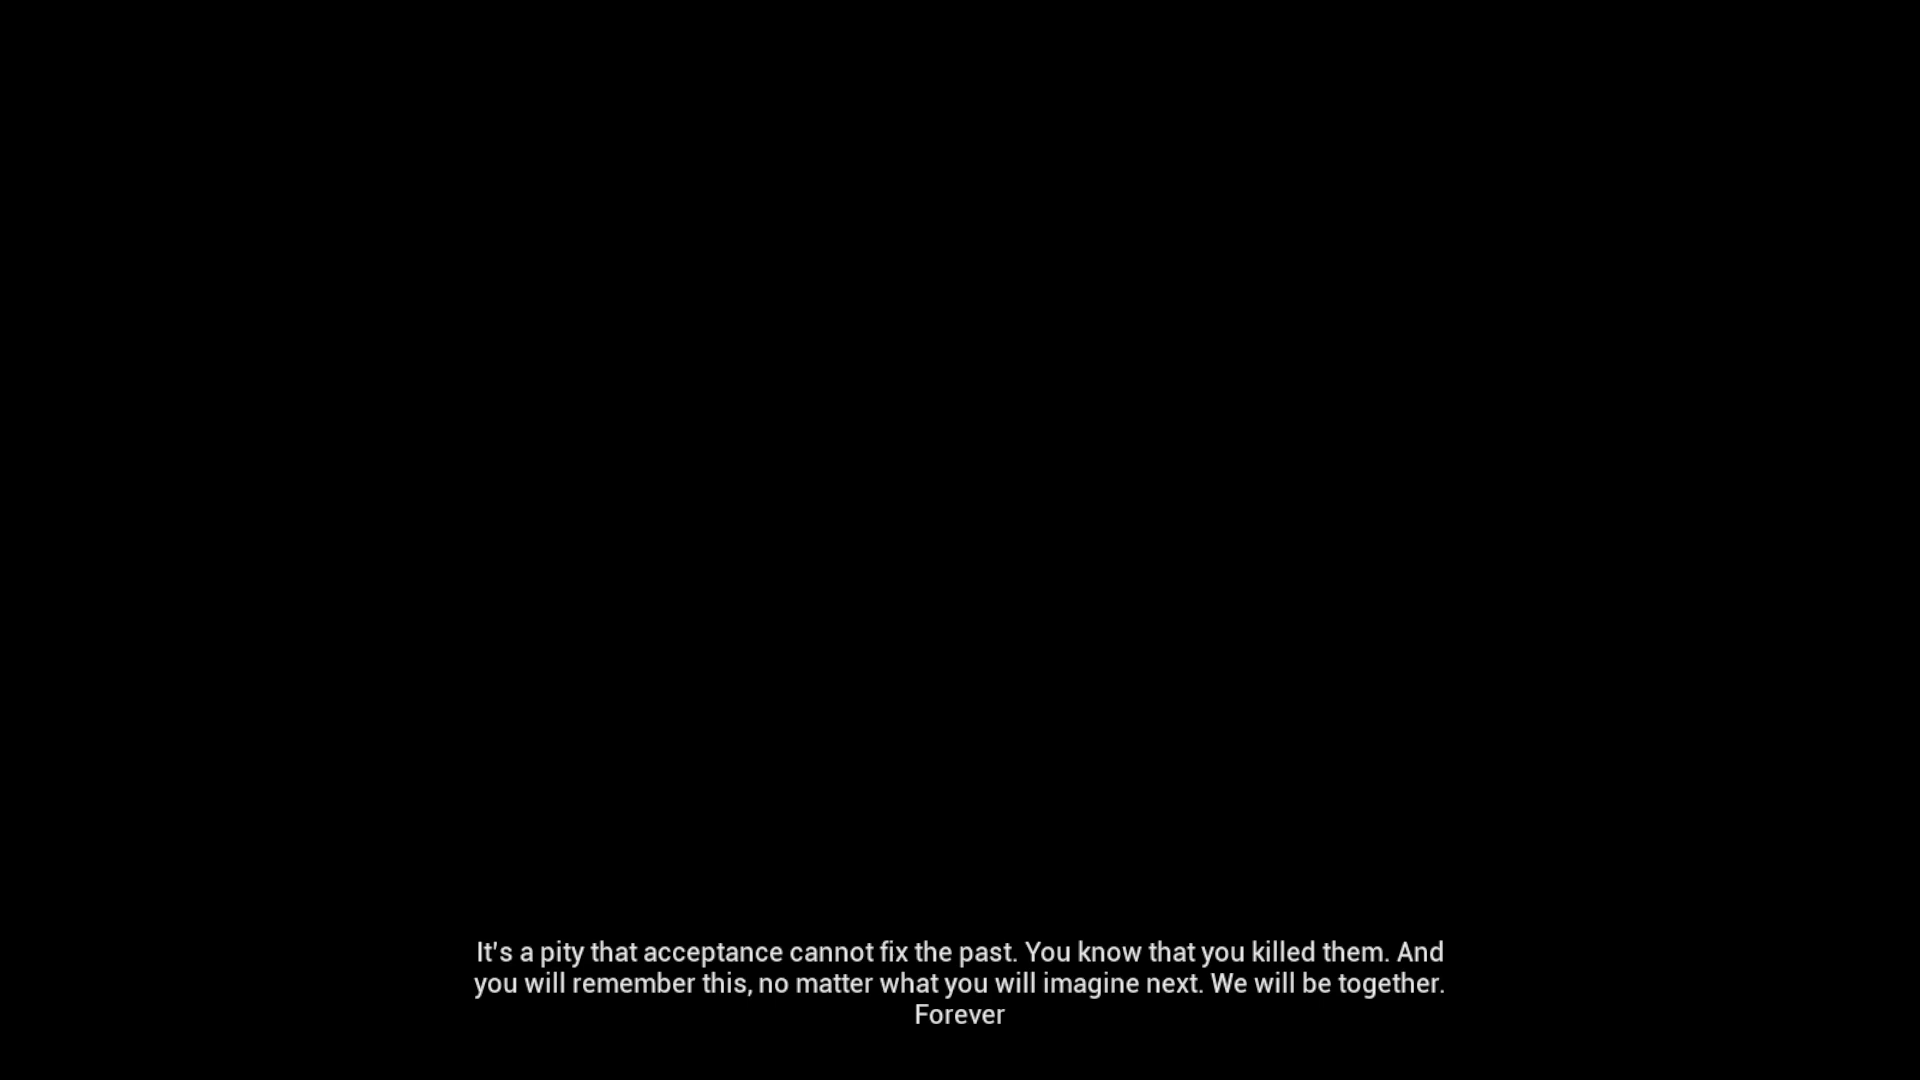 It's a pity that acceptance cannot fix the past. You know that you killed them. And
you will remember this, no matter what you will imagine next. We will be together.
Forever